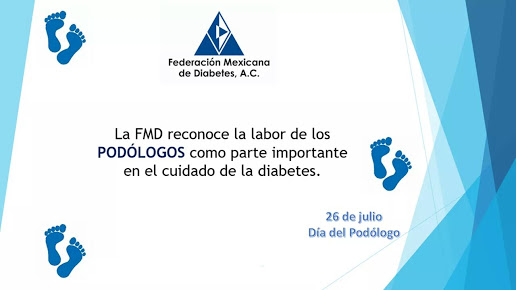 Federación Mexicana
de Diabetes, A.C.
La FMD reconoce la labor de los
PODÓLOGOS como parte importante
en el cuidado de la diabetes.
26 de julio
Día del Podólogo